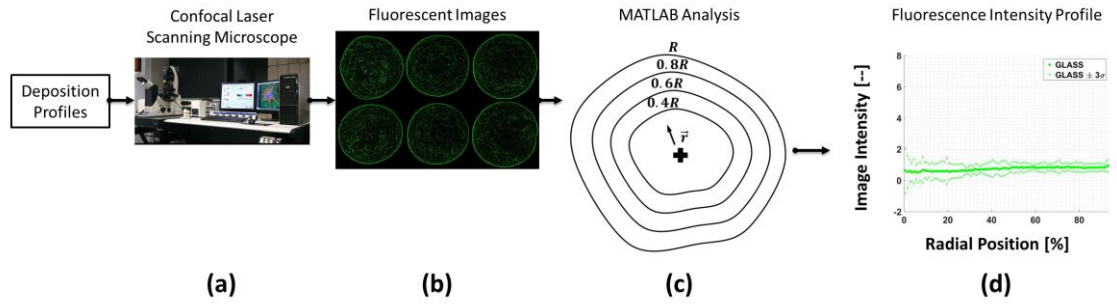 Confocal Laser
Scanning Microscope
Fluorescent Images
MATLAB Analysis
Fluorescence Intensity Profile
Deposition
Profiles
R
0.8R
0.6R
0.4R
r⃗
GLASS
GLASS ± 3σ
Image Intensity [--]
8
6
4
2
0
-2
0 20 40 60 80
Radial Position [%]
(a) (b) (c) (d)